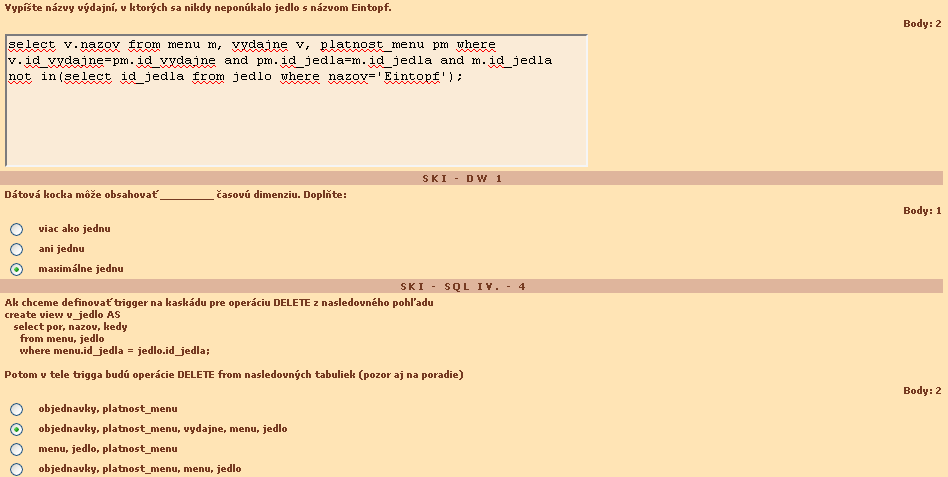 Vypíšte názvy výdajní, v ktorých sa nikdy neponúkalo jedlo s názvom Eintopf.
Body: 2
select v.nazov from menu m, vydajne v, platnost_menu pm where
v.id_vydajne=pm.id_vydajne and pm.id_jedla=m.id_jedla and m.id_jedla
not in(select id_jedla from jedlo where nazov='Eintopf');
SKI - DW 1
Dátová kocka môže obsahovať __________ časovú dimenziu. Doplňte:
Body: 1
viac ako jednu
ani jednu
maximálne jednu
SKI - SQL IV. - 4
Ak chceme definovať trigger na kaskádu pre operáciu DELETE z nasledovného pohľadu
create view v_jedlo AS
select por, nazov, kedy
from menu, jedlo
where menu.id_jedla = jedlo.id_jedla;
Potom v tele trigga budú operácie DELETE from nasledovných tabuliek (pozor aj na poradie)
Body: 2
objednavky, platnost_menu
objednavky, platnost_menu, vydajne, menu, jedlo
menu, jedlo, platnost_menu
objednavky, platnost_menu, menu, jedlo